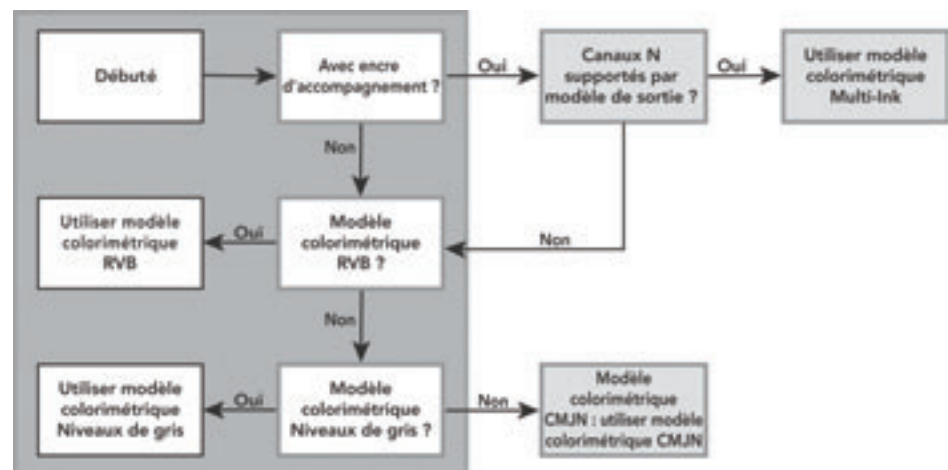 Débuté
Avec encre
d'accompagnement ?
Oui
Canaux N
supportés par
modèle de sortie ?
Oui
Utiliser modèle
colorimétrique
Multi-Ink
Non
Utiliser modèle
colorimétrique
RVB
Oui
Modèle
colorimétrique
RVB ?
Non
Non
Utiliser modèle
colorimétrique
Niveaux de gris
Oui
Modèle
colorimétrique
Niveaux de gris ?
Non
Modèle
colorimétrique
CMJN : utiliser modèle
colorimétrique CMJN